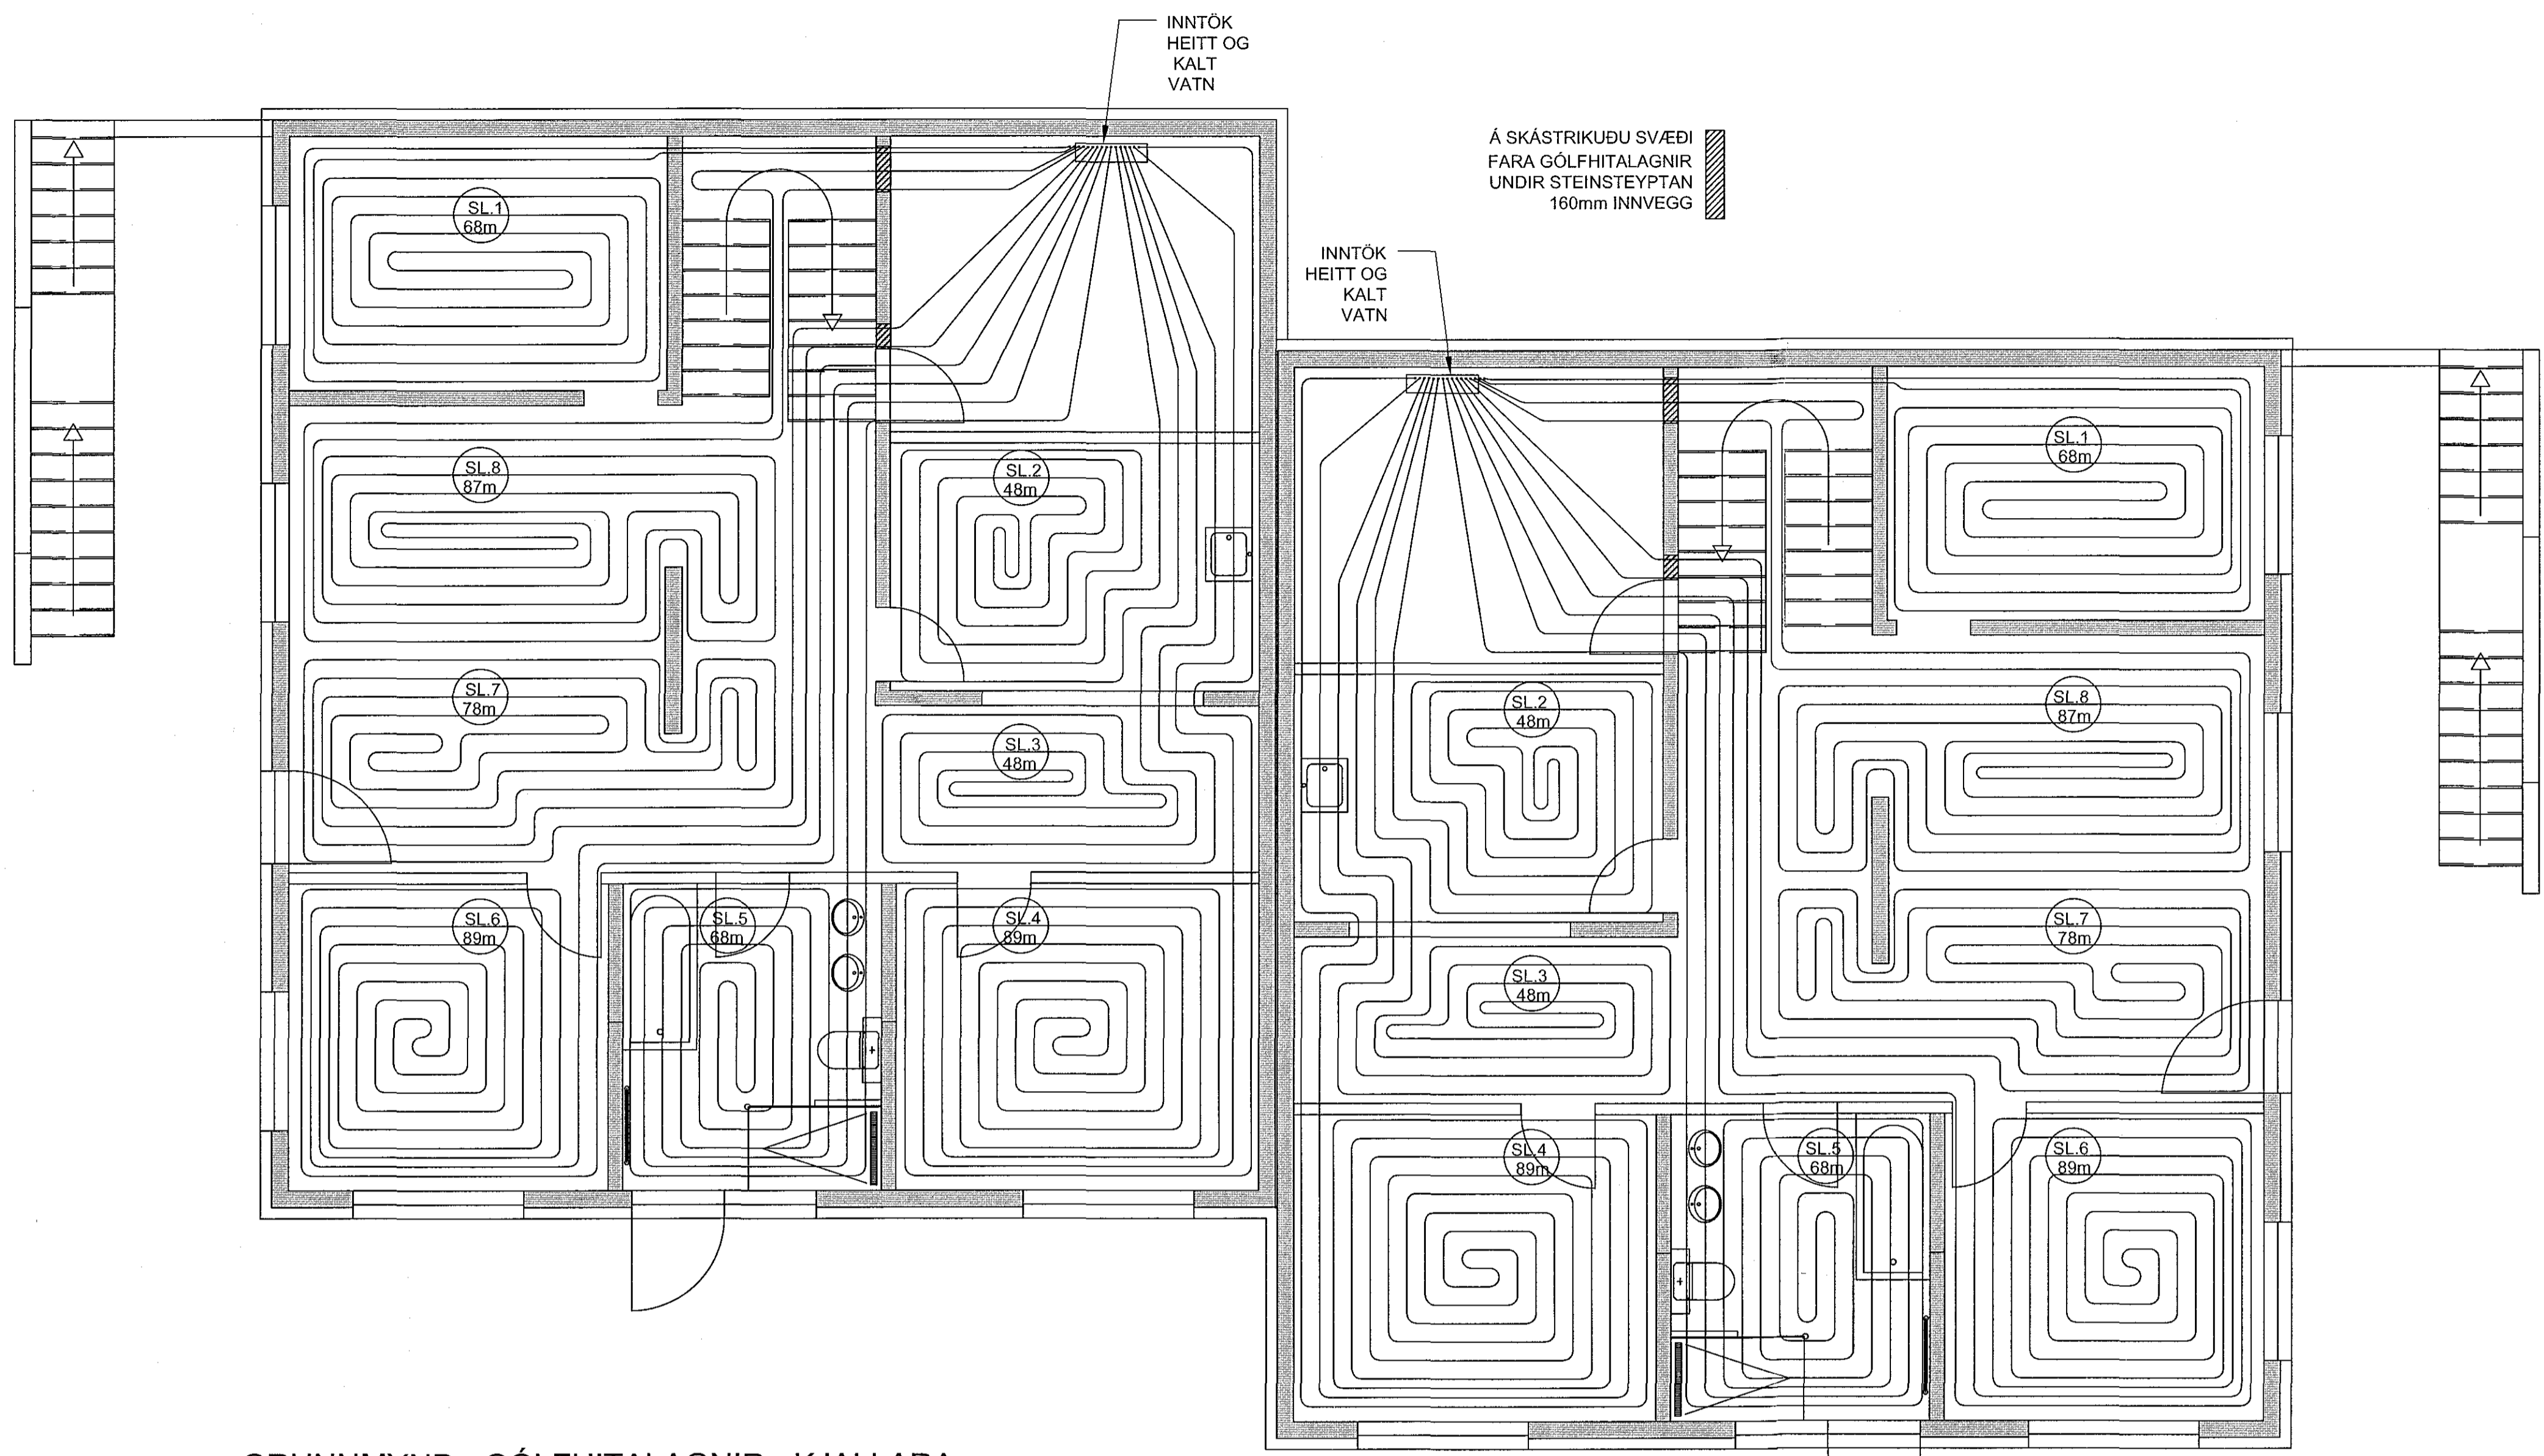 INNTÖK
HEITT OG
KALT
VATN
Á SKÁSTRIKUÐU SVÆÐI
FARA GÓLFHITALAGNIR
UNDIR STEINSTEYPTAN
160mm INNVEGG
INNTÖK
HEITT OG
KALT
VATN
SL.1
68m
SL.8
87m
SL.2
48m
SL.7
78m
SL.3
48m
SL.6
89m
SL.5
68m
SL.4
89m
SL.1
68m
SL.2
48m
SL.8
87m
SL.3
48m
SL.7
78m
SL.4
89m
SL.5
68m
SL.6
89m